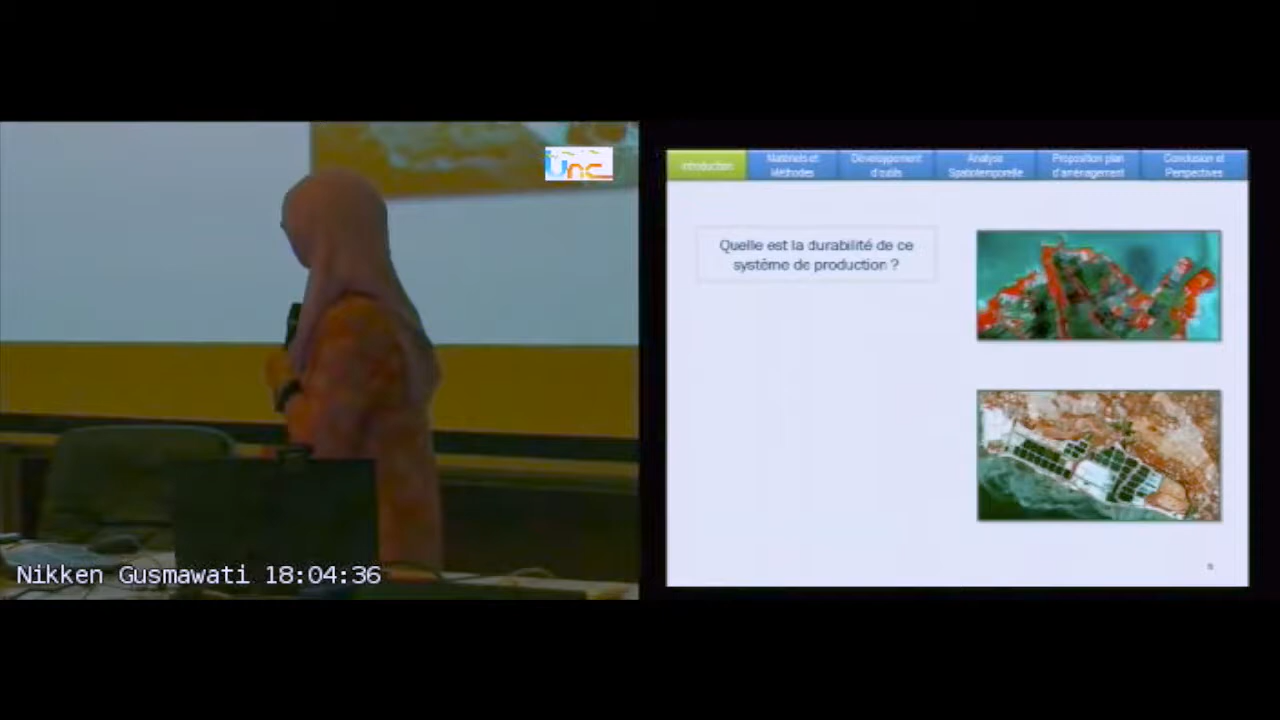 Unc
Nikken Gusmawati 18:04:36
Introduction
Matériels et
Méthodes
Développement
d'outils
Analyse
Spatiotemporelle
Proposition plan
d'aménagement
Conclusion et
Perspectives
Quelle est la durabilité de ce
système de production ?